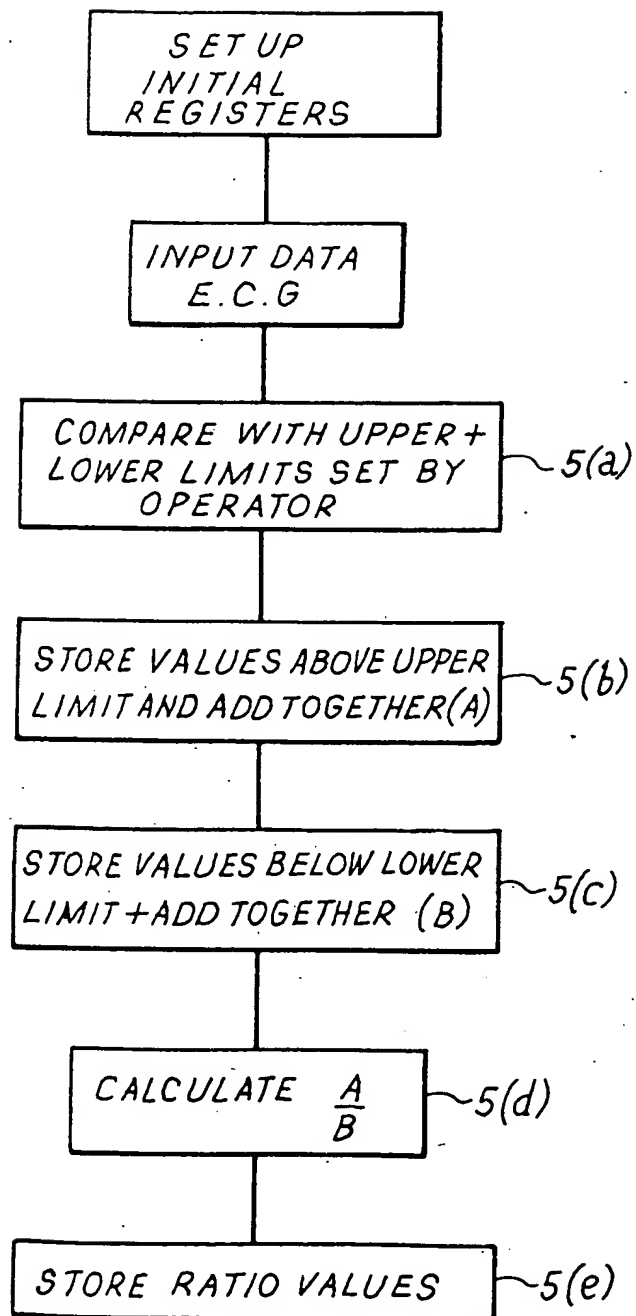 SET UP
INITIAL
REGISTERS
INPUT DATA
E.C.G
COMPARE WITH UPPER +
LOWER LIMITS SET BY
OPERATOR
5(a)
STORE VALUES ABOVE UPPER
LIMIT AND ADD TOGETHER (A)
5(b)
STORE VALUES BELOW LOWER
LIMIT + ADD TOGETHER (B)
5(c)
CALCULATE A
B
5(d)
STORE RATIO VALUES
5(e)